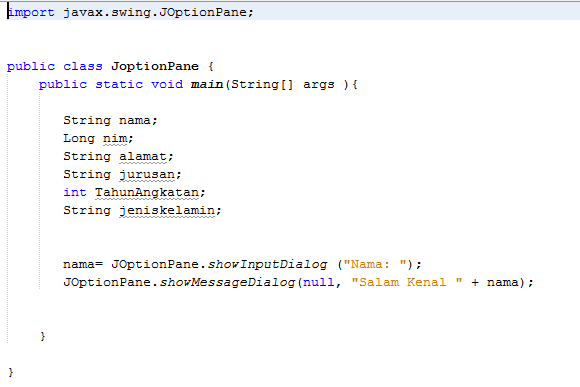 import javax.swing.JOptionPane;
public class JoptionPane {
public static void main(String[] args ){
String nama;
Long nim;
String alamat;
String jurusan;
int TahunAngkatan;
String jeniskelamin;
nama= JOptionPane.showInputDialog ("Nama: ");
JOptionPane.showMessageDialog(null, "Salam Kenal " + nama);
}
}